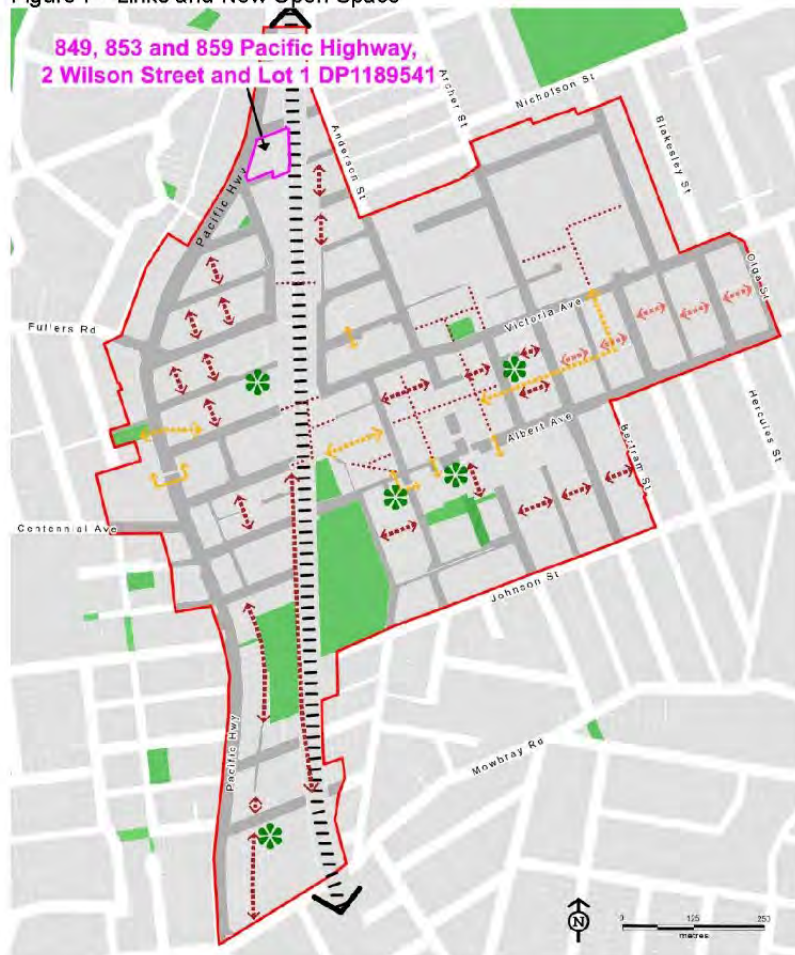 Figure 1 – Links and New Open Space
849, 853 and 859 Pacific Highway,
2 Wilson Street and Lot 1 DP1189541
Archer St
Nicholson St
Anderson St
Blakesley St
Pacific Hwy
Olga St
Fullers Rd
Victoria Ave
Hercules St
Albert Ave
Bertram St
Centennial Ave
Johnson St
Pacific Hwy
Mowbray Rd
N
0 125 250
metres